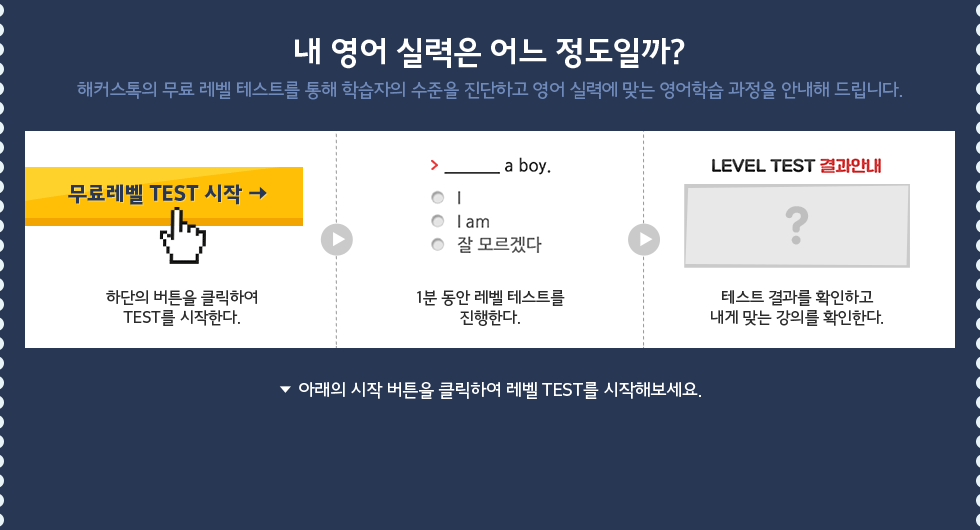 내 영어 실력은 어느 정도일까?
해커스톡의 무료 레벨 테스트를 통해 학습자의 수준을 진단하고 영어 실력에 맞는 영어학습 과정을 안내해 드립니다.
무료레벨 TEST 시작 →
하단의 버튼을 클릭하여
TEST를 시작한다.
> ______ a boy.
I
I am
잘 모르겠다
1분 동안 레벨 테스트를
진행한다.
LEVEL TEST 결과안내
?
테스트 결과를 확인하고
내게 맞는 강의를 확인한다.
▼ 아래의 시작 버튼을 클릭하여 레벨 TEST를 시작해보세요.